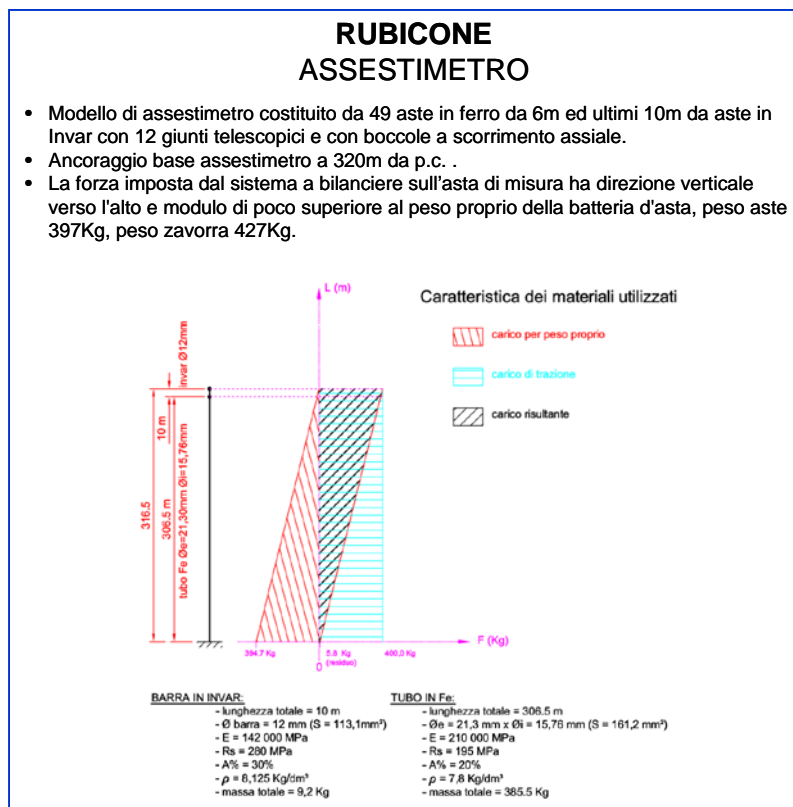 RUBICONE
ASSESTIMETRO
• Modello di assestimetro costituito da 49 aste in ferro da 6m ed ultimi 10m da aste in
Invar con 12 giunti telescopici e con boccole a scorrimento assiale.
• Ancoraggio base assestimetro a 320m da p.c. .
• La forza imposta dal sistema a bilanciere sull'asta di misura ha direzione verticale
verso l'alto e modulo di poco superiore al peso proprio della batteria d'asta, peso aste
397Kg, peso zavorra 427Kg.
L (m)
Caratteristica dei materiali utilizzati
carico per peso proprio
carico di trazione
carico risultante
invar Ø12mm
10 m
316.5
306.5 m
tubo Fe Øe=21,30mm Øi=15,76mm
F (Kg)
394.7 Kg
5.8 Kg
(residuo)
400,0 Kg
0
BARRA IN INVAR:
- lunghezza totale = 10 m
- Ø barra = 12 mm (S = 113,1mm²)
- E = 142 000 MPa
- Rs = 280 MPa
- A% = 30%
- ρ = 8,125 Kg/dm³
- massa totale = 9,2 Kg
TUBO IN Fe:
- lunghezza totale = 306.5 m
- Øe = 21,3 mm x Øi = 15,76 mm (S = 161,2 mm²)
- E = 210 000 MPa
- Rs = 195 MPa
- A% = 20%
- ρ = 7,8 Kg/dm³
- massa totale = 385.5 Kg